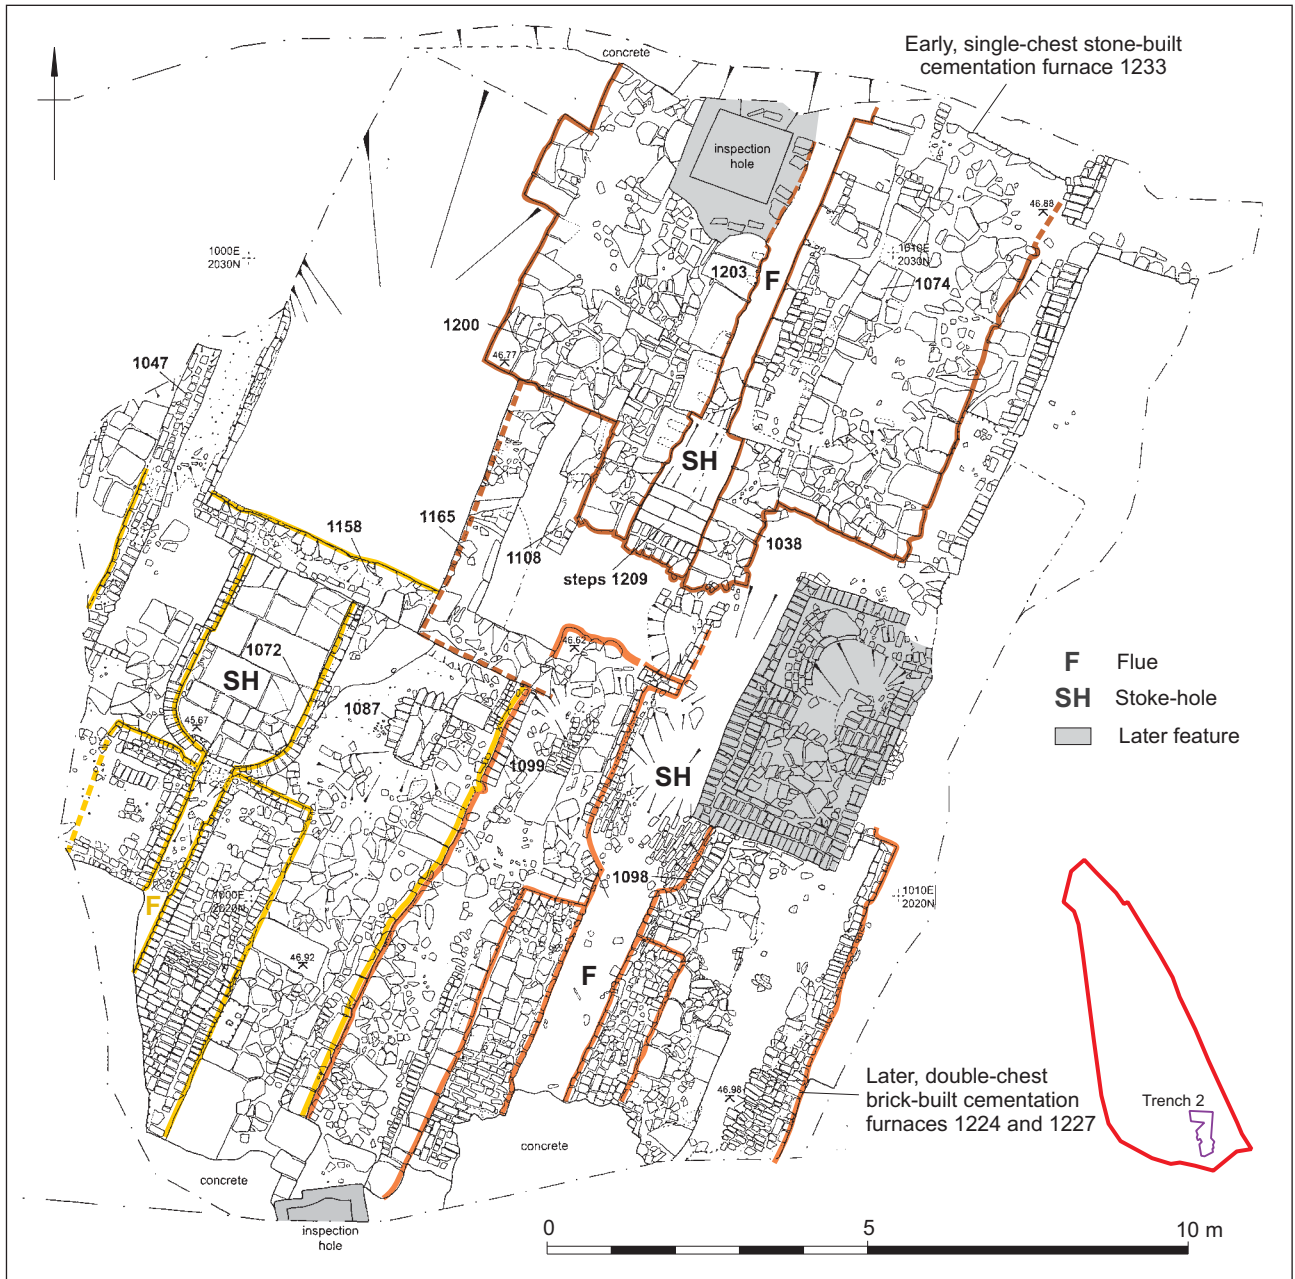 concrete
Early, single-chest stone-built
cementation furnace 1233
inspection
hole
46.88
1000E
2030N
1010E
2030N
1203
F
1074
1200
46.77
1047
SH
1158
1165
1108
1038
steps 1209
46.62
1072
SH
1087
45.67
1099
SH
F
Flue
SH
Stoke-hole
Later feature
1098
F
1000E
2020N
1010E
2020N
46.92
F
46.98
Later, double-chest
brick-built cementation
furnaces 1224 and 1227
Trench 2
concrete
concrete
inspection
hole
0
5
10 m